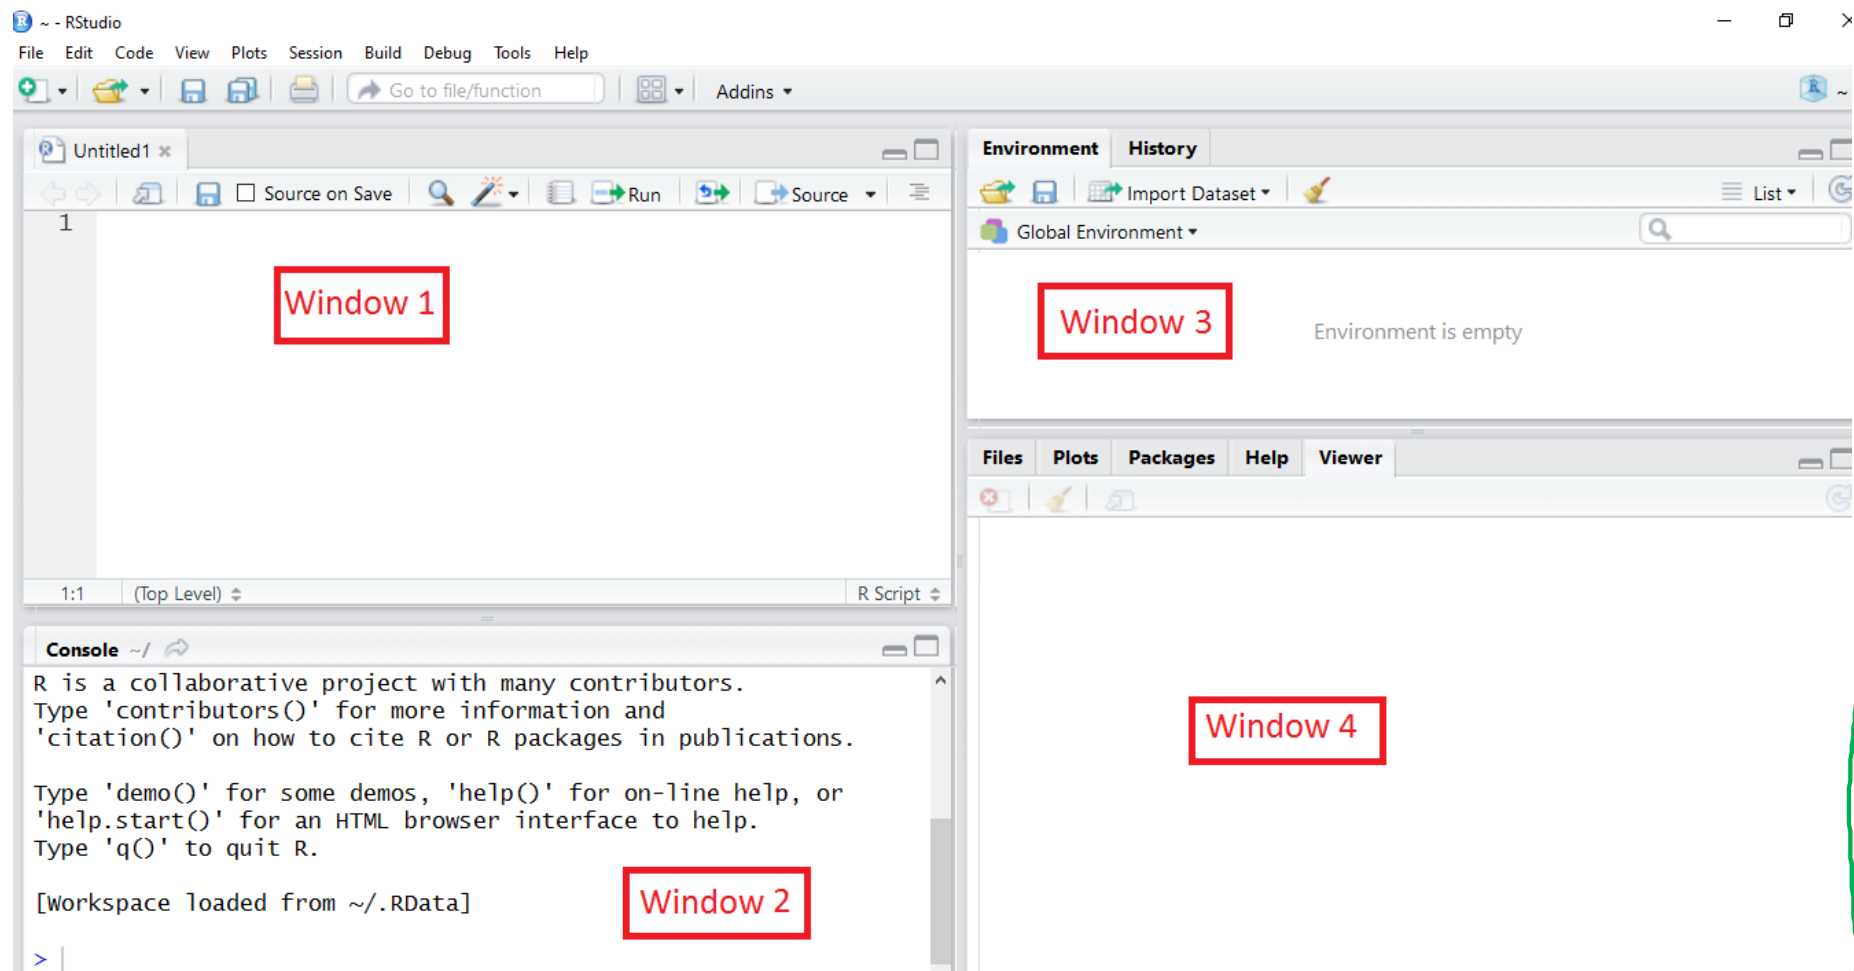 ~ - RStudio
File Edit Code View Plots Session Build Debug Tools Help
Go to file/function Addins ~
Untitled1
Source on Save Run Source
1
Window 1
1:1 (Top Level) R Script
Console ~/
R is a collaborative project with many contributors.
Type 'contributors()' for more information and
'citation()' on how to cite R or R packages in publications.
Type 'demo()' for some demos, 'help()' for on-line help, or
'help.start()' for an HTML browser interface to help.
Type 'q()' to quit R.
[Workspace loaded from ~/.RData]
>
Window 2
Environment History
Import Dataset List
Global Environment
Window 3
Environment is empty
Files Plots Packages Help Viewer
Window 4